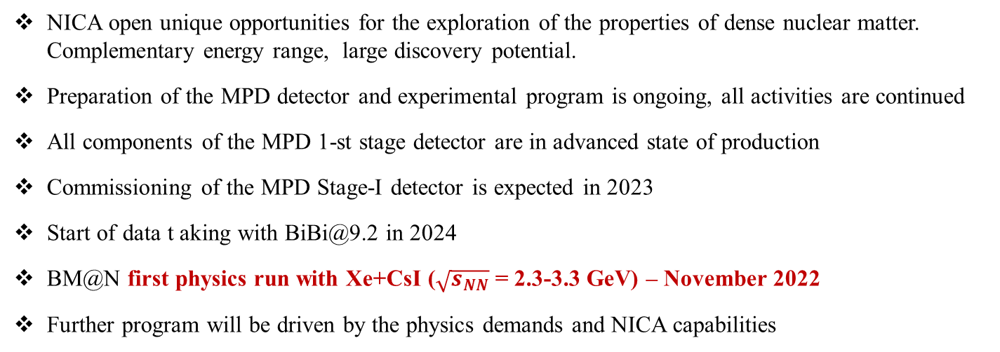 ❖ NICA open unique opportunities for the exploration of the properties of dense nuclear matter.
Complementary energy range, large discovery potential.
❖ Preparation of the MPD detector and experimental program is ongoing, all activities are continued
❖ All components of the MPD 1-st stage detector are in advanced state of production
❖ Commissioning of the MPD Stage-I detector is expected in 2023
❖ Start of data t aking with BiBi@9.2 in 2024
❖ BM@N first physics run with Xe+CsI (√s_NN = 2.3-3.3 GeV) – November 2022
❖ Further program will be driven by the physics demands and NICA capabilities